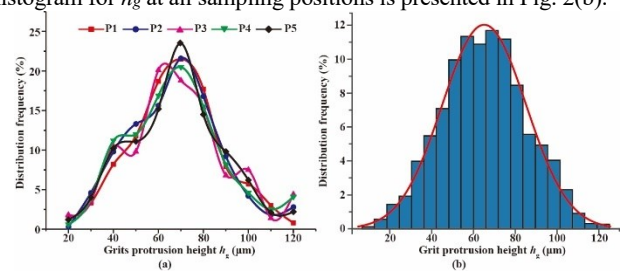 histogram for hg at all sampling positions is presented in Fig. 2(b).
P1 P2 P3 P4 P5
25
20
15
10
5
0
Distribution frequency (%)
20 40 60 80 100 120
Grits protrusion height hg (μm)
(a)
12
10
8
6
4
2
0
Distribution frequency (%)
20 40 60 80 100 120
Grit protrusion height hg (μm)
(b)